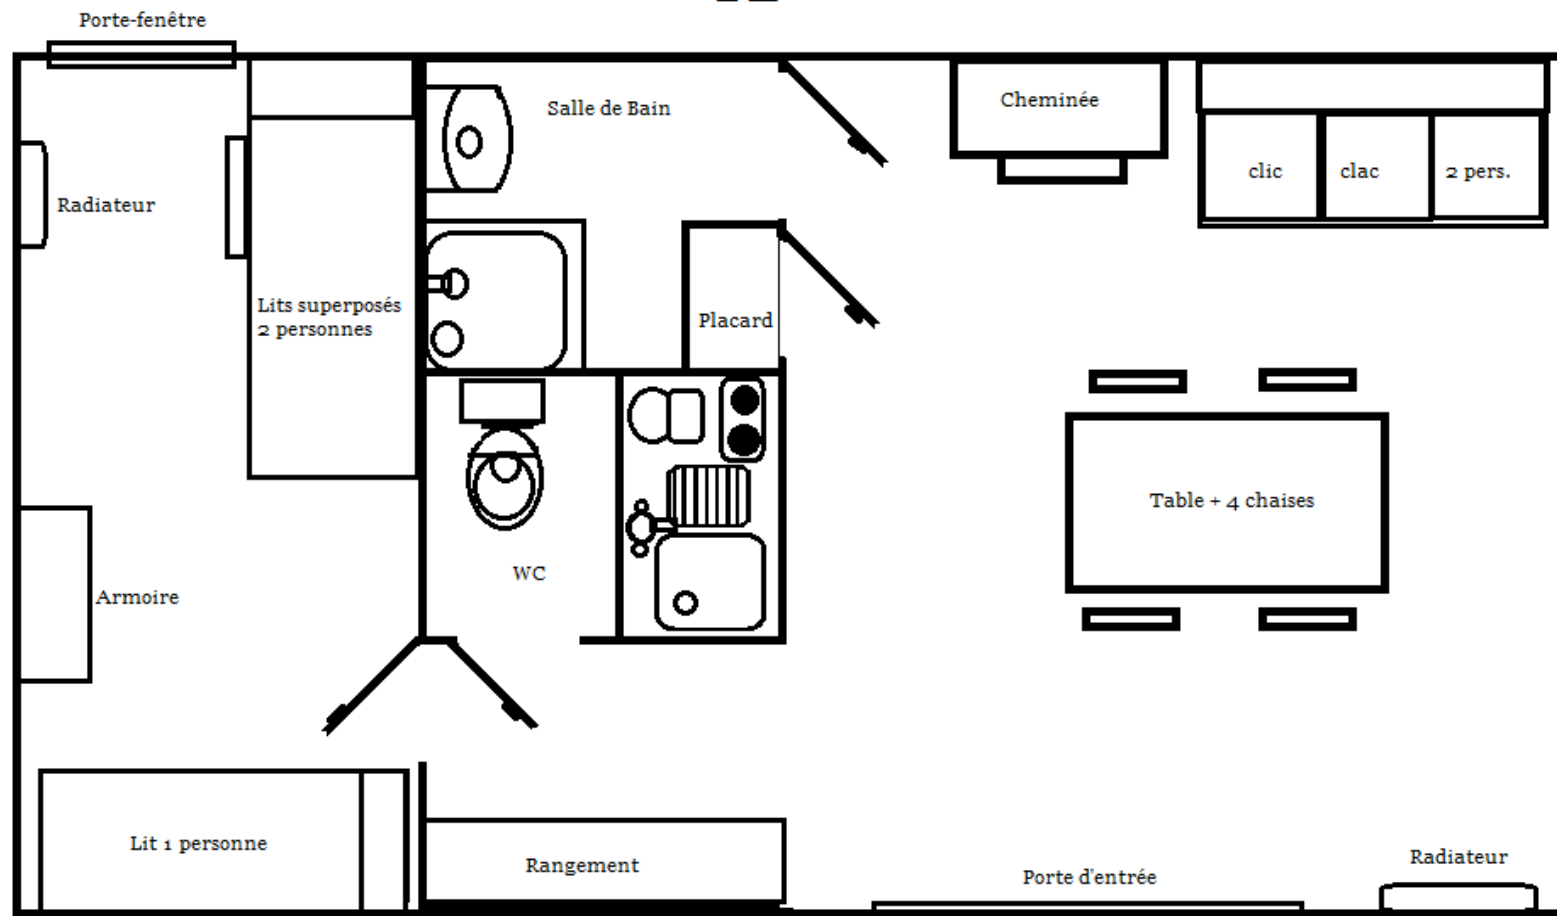 Porte-fenêtre
Salle de Bain
Cheminée
clic
clac
2 pers.
Radiateur
Lits superposés
2 personnes
Placard
Table + 4 chaises
WC
Armoire
Lit 1 personne
Rangement
Porte d'entrée
Radiateur